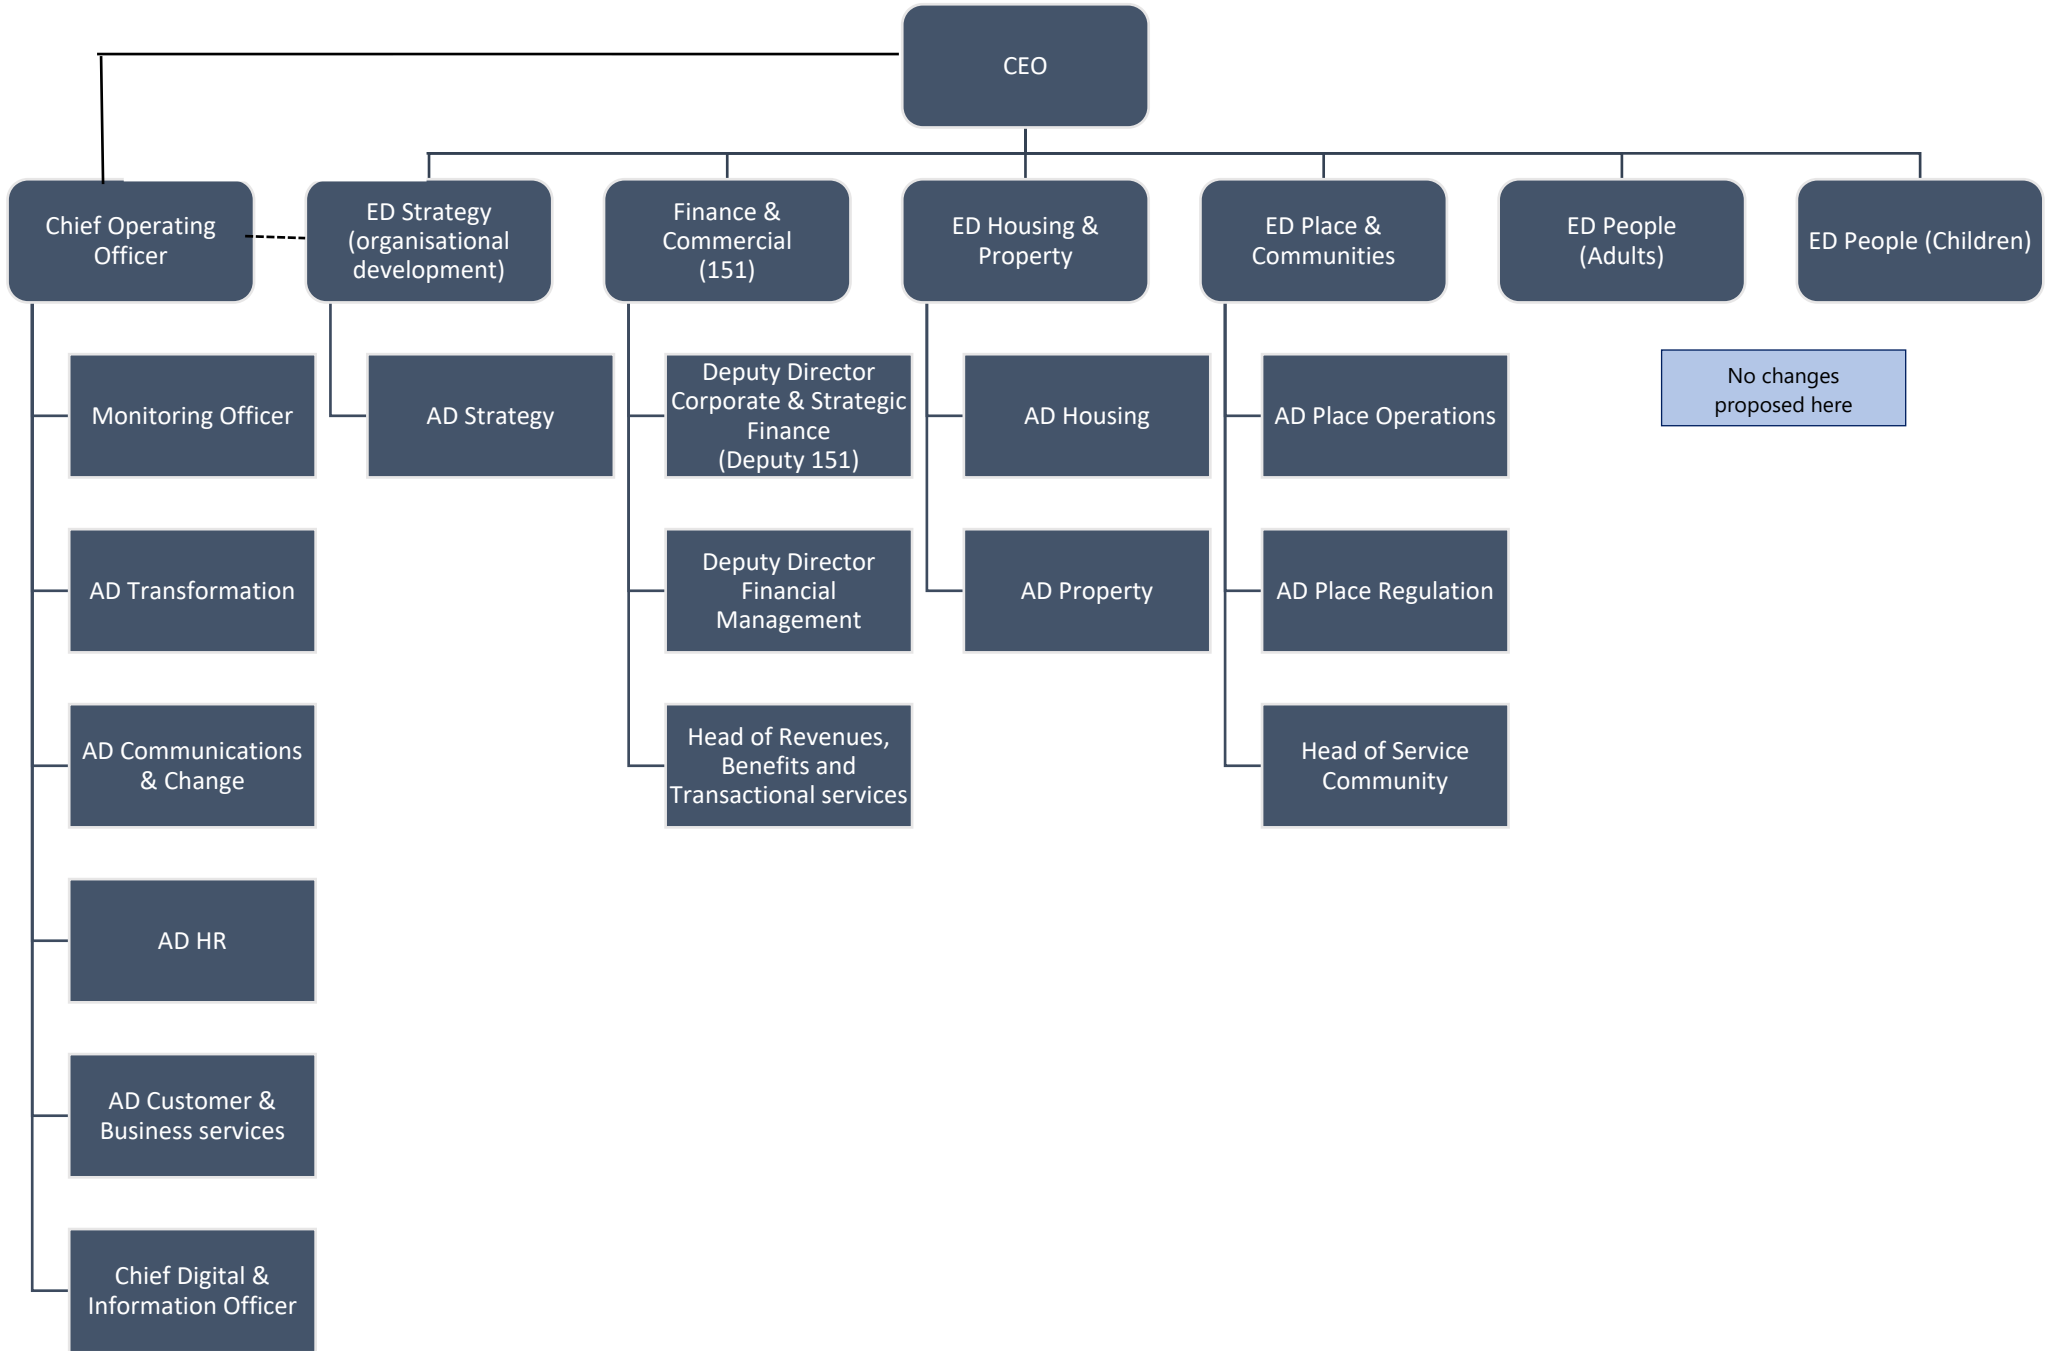 CEO
Chief Operating
Officer
ED Strategy
(organisational
development)
Finance &
Commercial
(151)
ED Housing &
Property
ED Place &
Communities
ED People
(Adults)
ED People (Children)
Monitoring Officer
AD Transformation
AD Communications
& Change
AD HR
AD Customer &
Business services
Chief Digital &
Information Officer
AD Strategy
Deputy Director
Corporate & Strategic
Finance
(Deputy 151)
Deputy Director
Financial
Management
Head of Revenues,
Benefits and
Transactional services
AD Housing
AD Property
AD Place Operations
AD Place Regulation
Head of Service
Community
No changes
proposed here